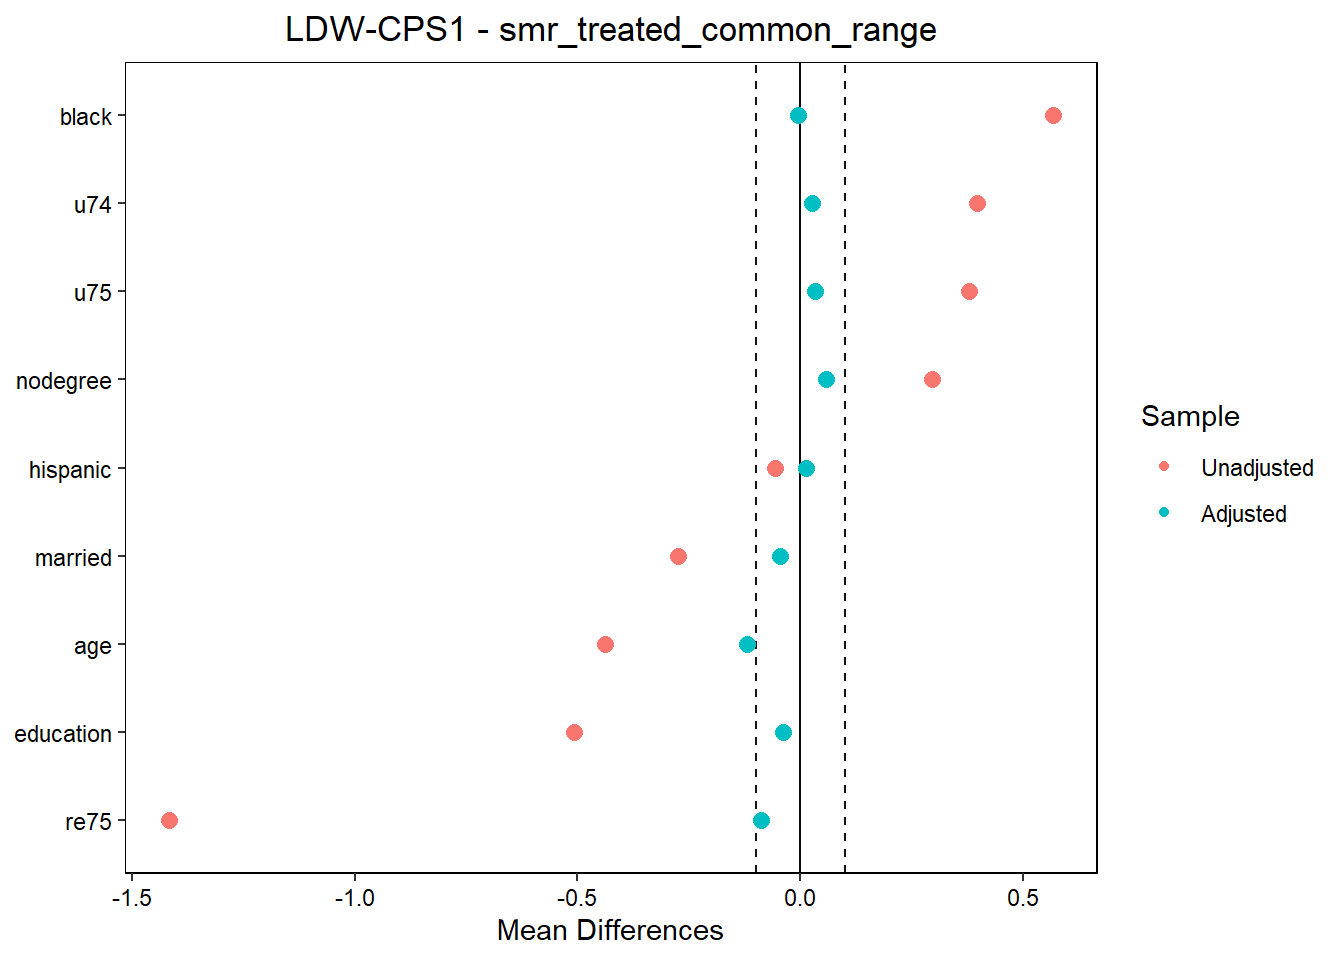 LDW-CPS1 - smr_treated_common_range
black
u74
u75
nodegree
hispanic
married
age
education
re75
-1.5
-1.0
-0.5
0.0
0.5
Mean Differences
Sample
Unadjusted
Adjusted